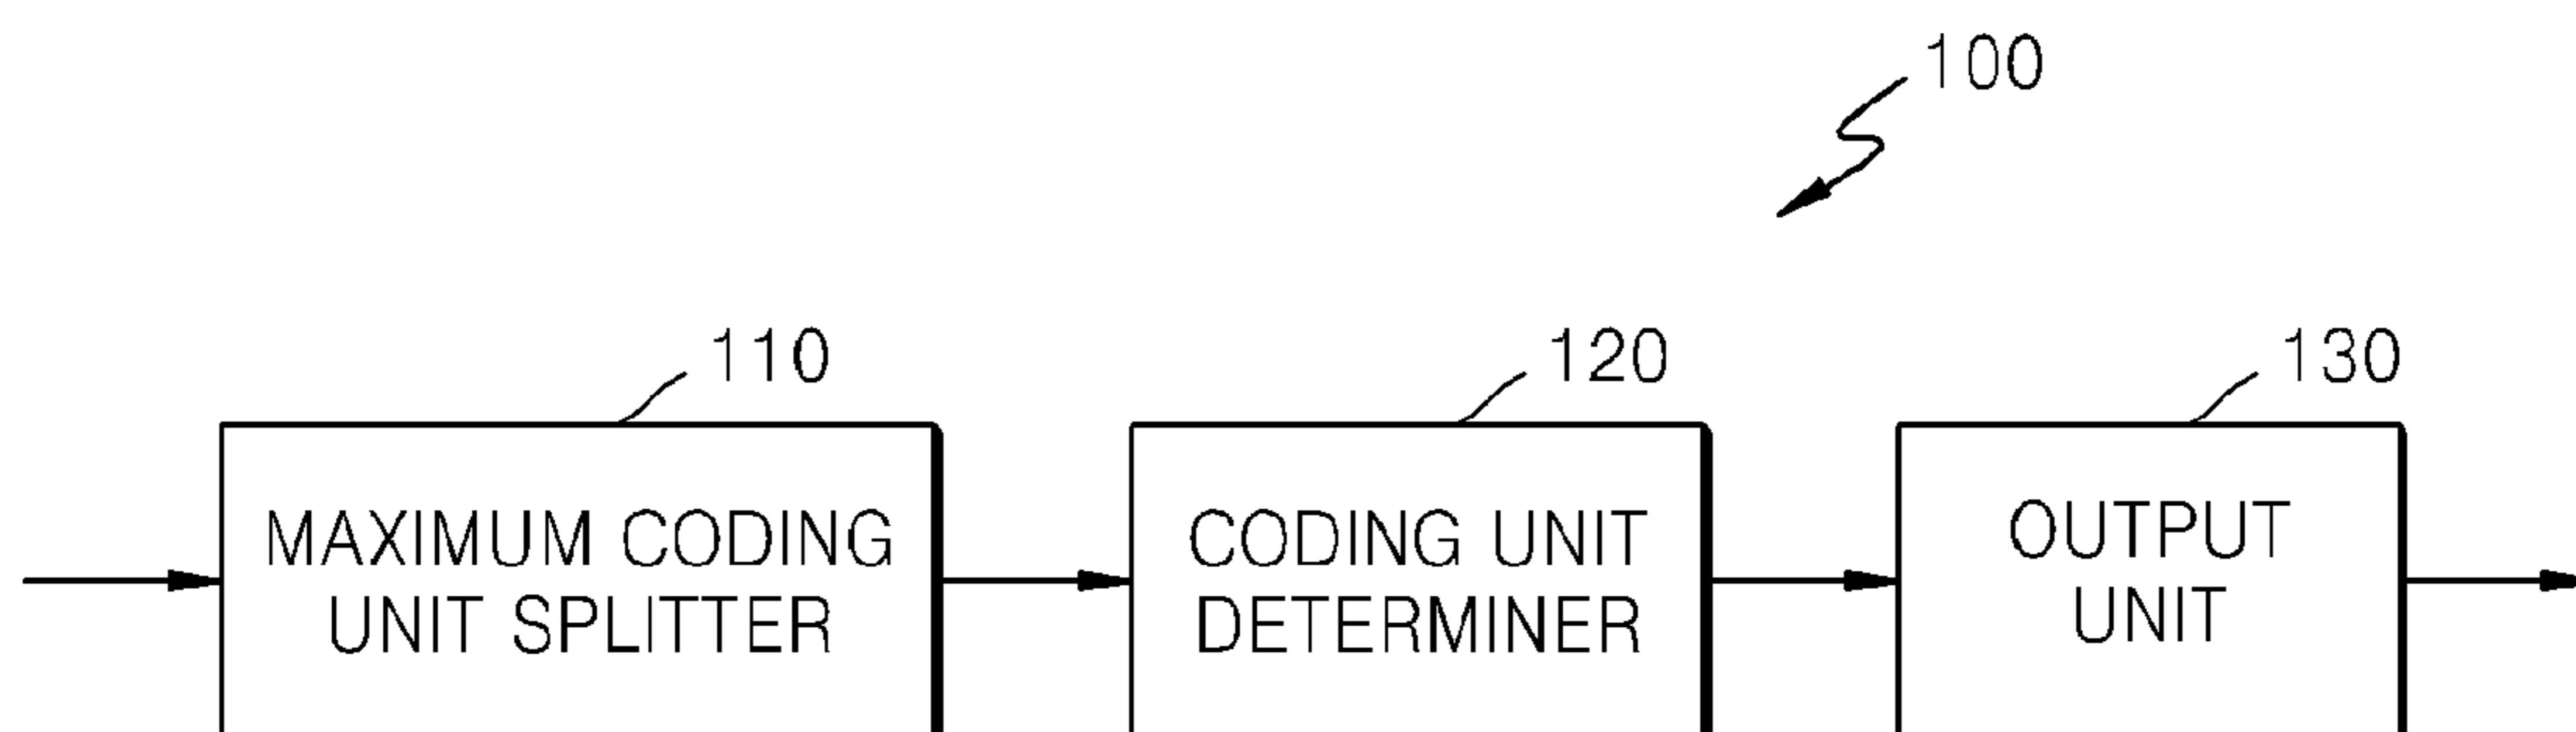 100
110
120
130
MAXIMUM CODING
UNIT SPLITTER
CODING UNIT
DETERMINER
OUTPUT
UNIT